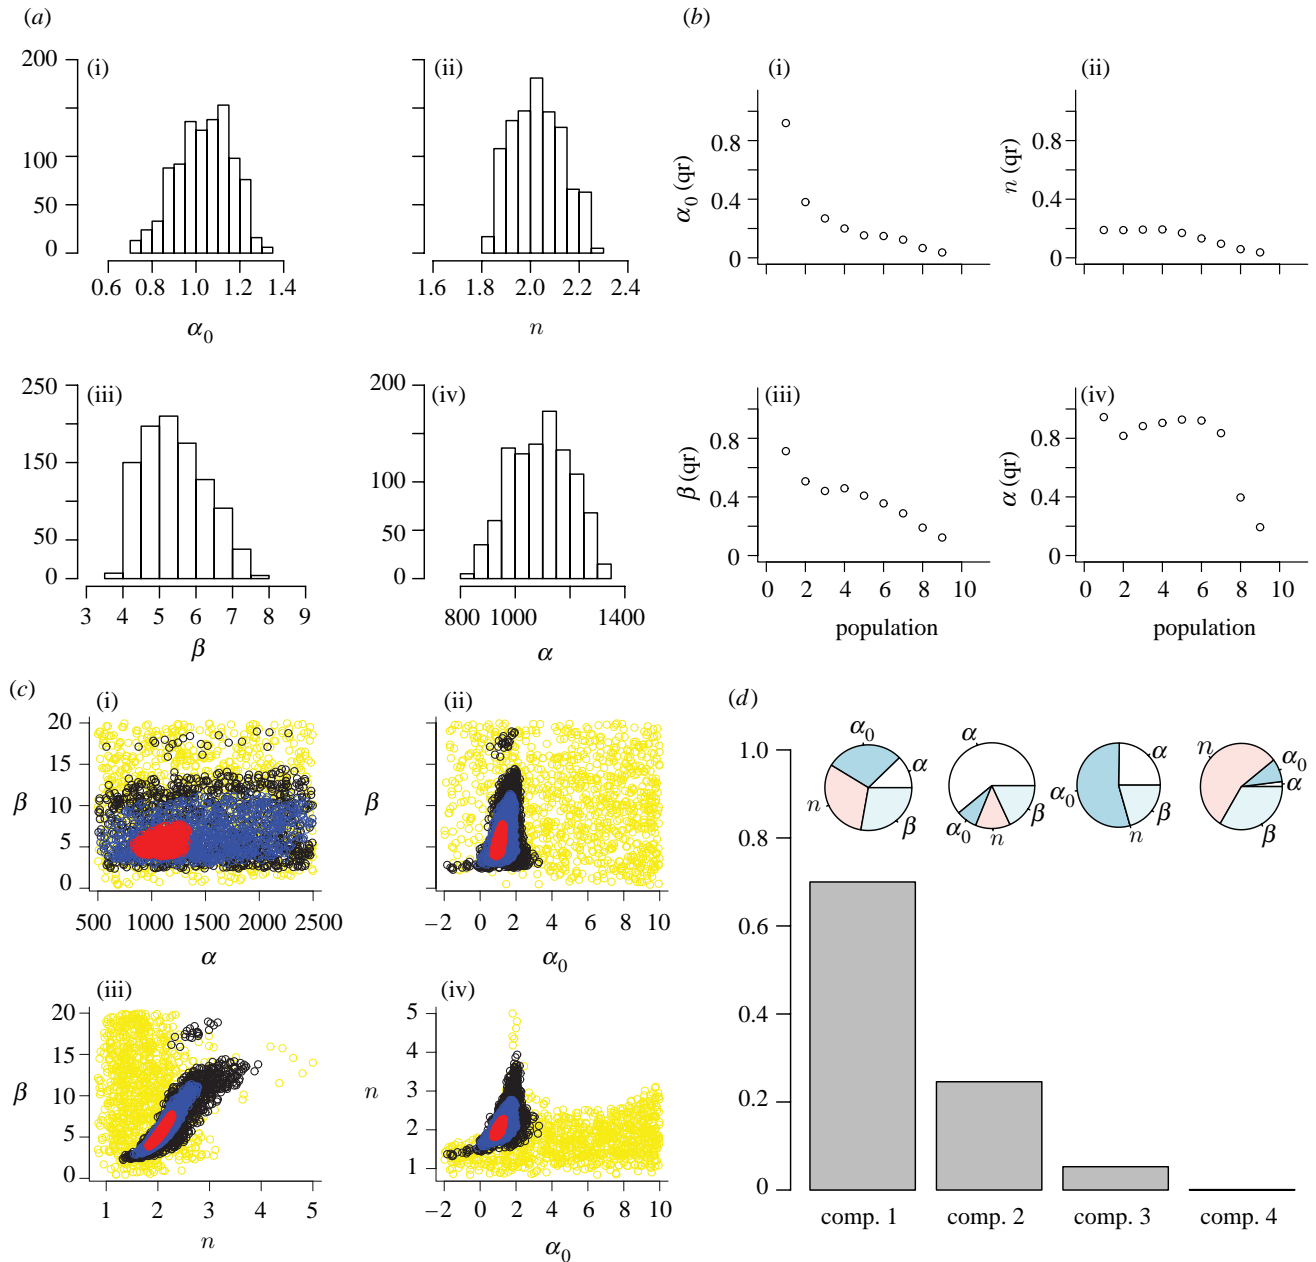 (a)
(i)
200
150
100
50
0
0.6 0.8 1.0 1.2 1.4
α0
(ii)
1.6 1.8 2.0 2.2 2.4
n
(iii)
250
150
50
0
3 4 5 6 7 8 9
β
(iv)
200
100
50
0
800 1000 1400
α
(b)
(i)
α0 (qr)
0.8
0.4
0
(ii)
n (qr)
0.8
0.4
0
(iii)
β (qr)
0.8
0.4
0
0 2 4 6 8 10
population
(iv)
α (qr)
0.8
0.4
0
0 2 4 6 8 10
population
(c)
(i)
β
20
15
10
5
0
500 1000 1500 2000 2500
α
(ii)
β
−2 0 2 4 6 8 10
α0
(iii)
β
20
15
10
5
0
1 2 3 4 5
n
(iv)
n
5
4
3
2
1
−2 0 2 4 6 8 10
α0
(d)
1.0
0.8
0.6
0.4
0.2
0
α0
α
n
β
α
α0
n
β
α
α0
n
β
n
α0
α
β
comp. 1 comp. 2 comp. 3 comp. 4